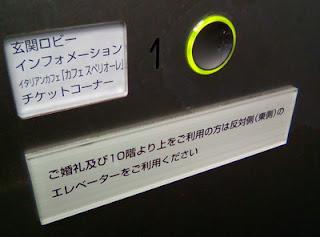 玄関ロビー
インフォメーション
イタリアンカフェ「カフェ スペリオーレ」
チケットコーナー
1
ご婚礼及び10階より上をご利用の方は反対側(東側)の
エレベーターをご利用ください